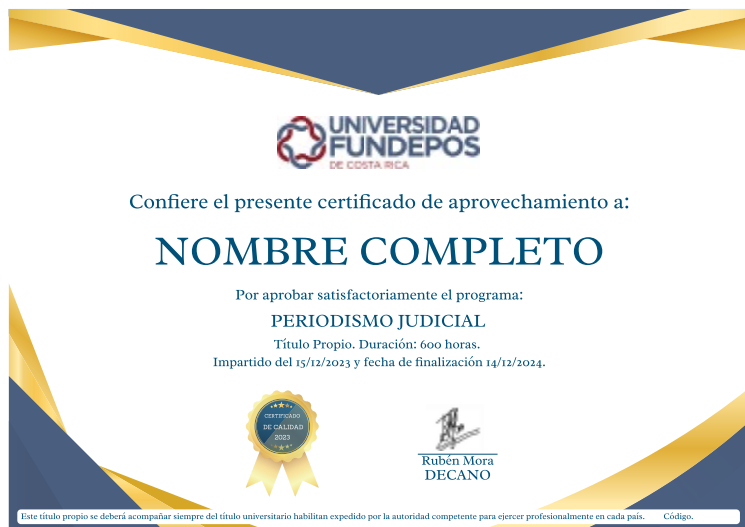 UNIVERSIDAD
FUNDEPOS
DE COSTA RICA
Confiere el presente certificado de aprovechamiento a:
NOMBRE COMPLETO
Por aprobar satisfactoriamente el programa:
PERIODISMO JUDICIAL
Título Propio. Duración: 600 horas.
Impartido del 15/12/2023 y fecha de finalización 14/12/2024.
CERTIFICADO
DE CALIDAD
2023
Rubén Mora
DECANO
Este título propio se deberá acompañar siempre del título universitario habilitan expedido por la autoridad competente para ejercer profesionalmente en cada país. Código.